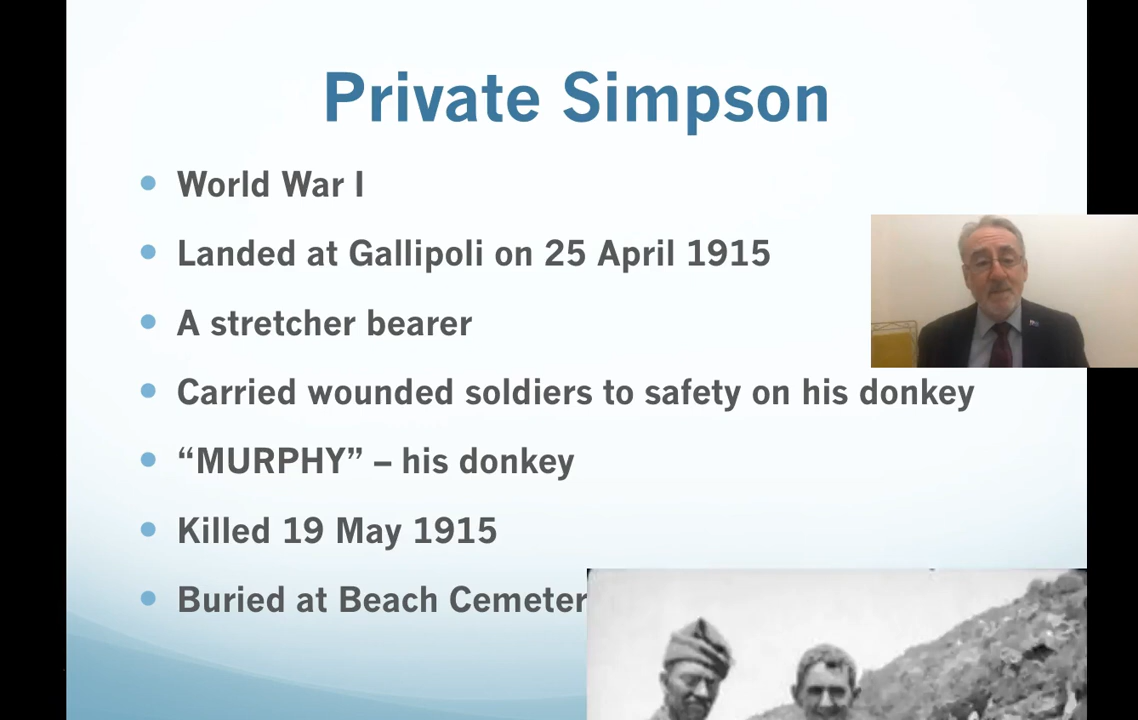 Private Simpson
World War I
Landed at Gallipoli on 25 April 1915
A stretcher bearer
Carried wounded soldiers to safety on his donkey
“MURPHY” – his donkey
Killed 19 May 1915
Buried at Beach Cemeter